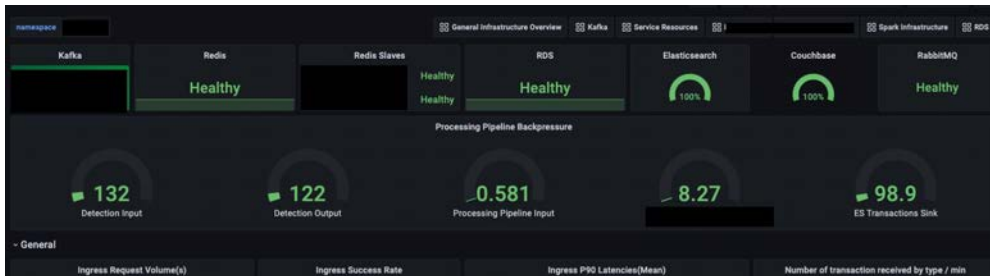 namespace
General Infrastructure Overview Kafka Service Resources Spark Infrastructure RDS
Kafka Redis Redis Slaves RDS Elasticsearch Couchbase RabbitMQ
Healthy Healthy Healthy Healthy 100% 100% Healthy
Processing Pipeline Backpressure
132 122 0.581 8.27 98.9
Detection Input Detection Output Processing Pipeline Input ES Transactions Sink
General
Ingress Request Volume(s) Ingress Success Rate Ingress P90 Latencies(Mean) Number of transaction received by type / min